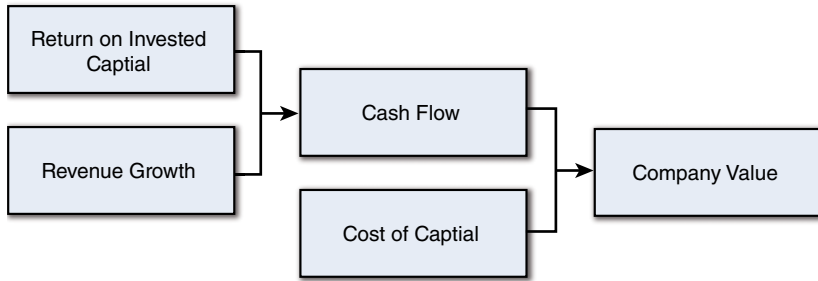 Return on Invested
Captial
Revenue Growth
Cash Flow
Cost of Captial
Company Value